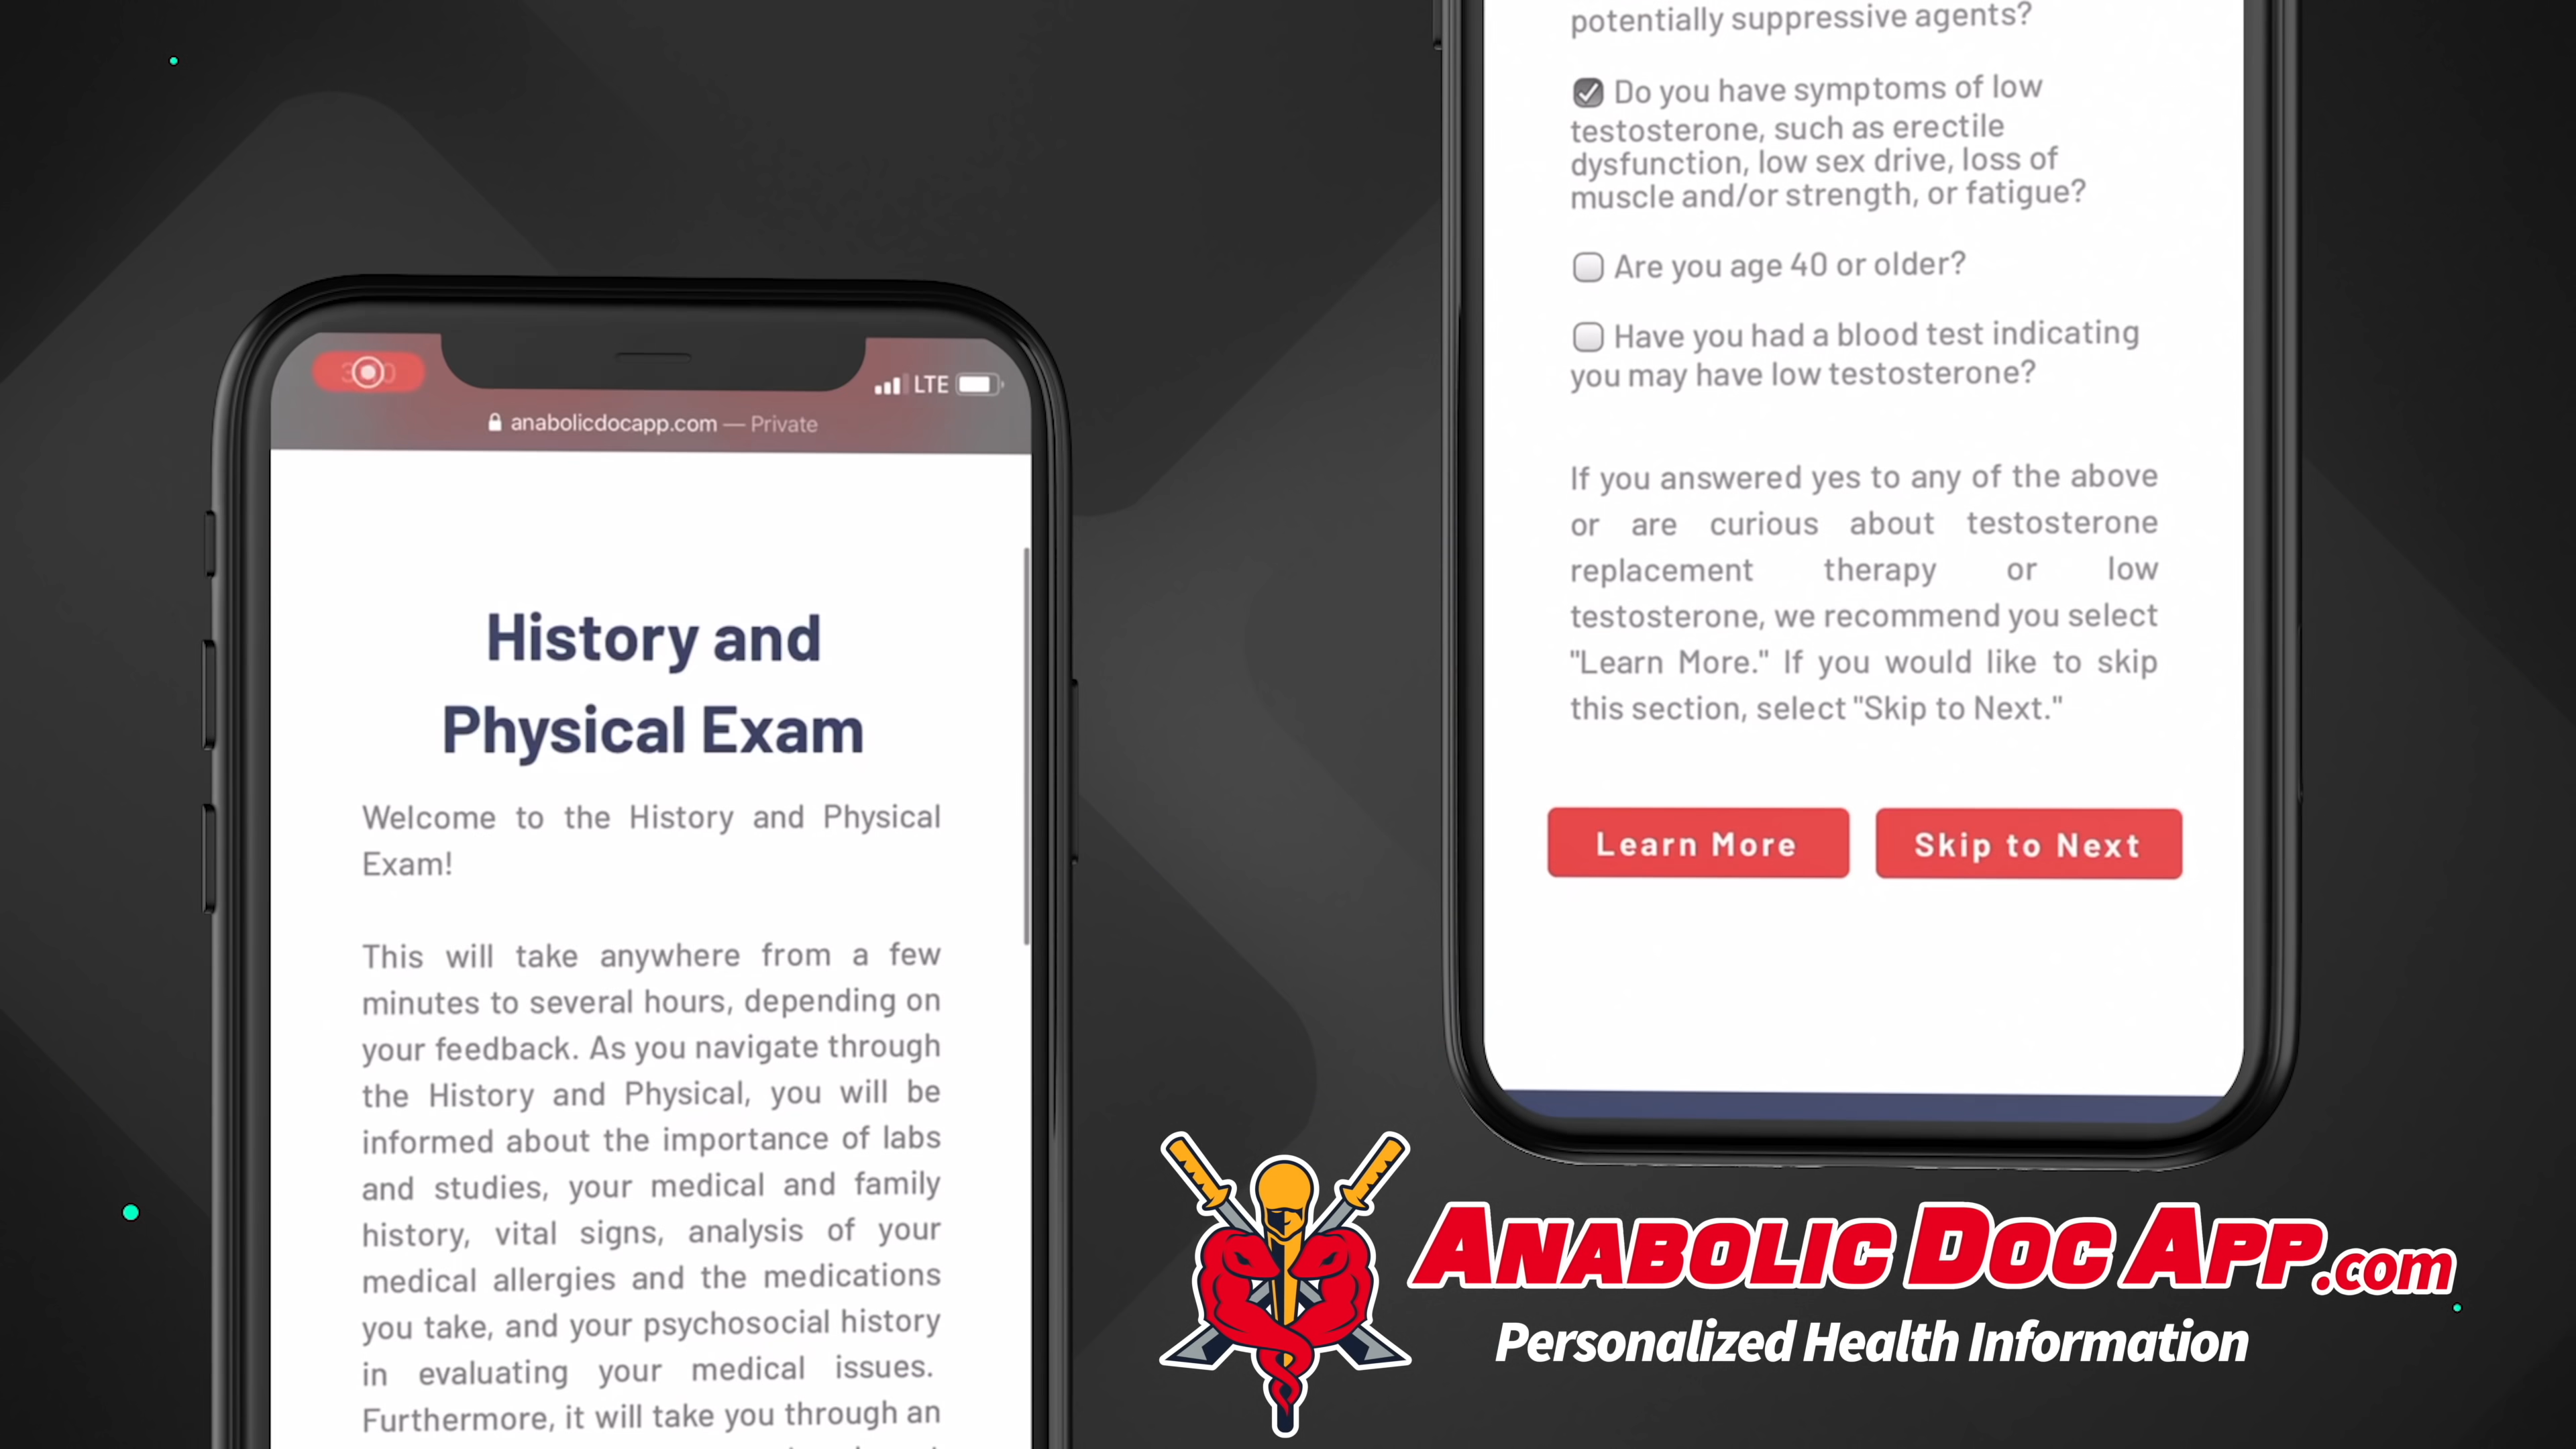 LTE
anabolicdocapp.com — Private
History and
Physical Exam
Welcome to the History and Physical
Exam!
This will take anywhere from a few
minutes to several hours, depending on
your feedback. As you navigate through
the History and Physical, you will be
informed about the importance of labs
and studies, your medical and family
history, vital signs, analysis of your
medical allergies and the medications
you take, and your psychosocial history
in evaluating your medical issues.
Furthermore, it will take you through an
potentially suppressive agents?
Do you have symptoms of low
testosterone, such as erectile
dysfunction, low sex drive, loss of
muscle and/or strength, or fatigue?
Are you age 40 or older?
Have you had a blood test indicating
you may have low testosterone?
If you answered yes to any of the above
or are curious about testosterone
replacement therapy or low
testosterone, we recommend you select
"Learn More." If you would like to skip
this section, select "Skip to Next."
Learn More
Skip to Next
ANABOLIC DOC APP.com
Personalized Health Information